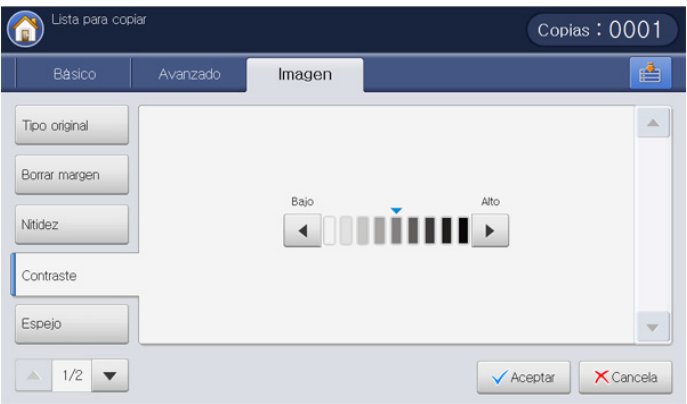 Lista para copiar
Copias : 0001
Básico
Avanzado
Imagen
Tipo original
Borrar margen
Nitidez
Contraste
Espejo
Bajo
Alto
1/2
Aceptar
Cancela